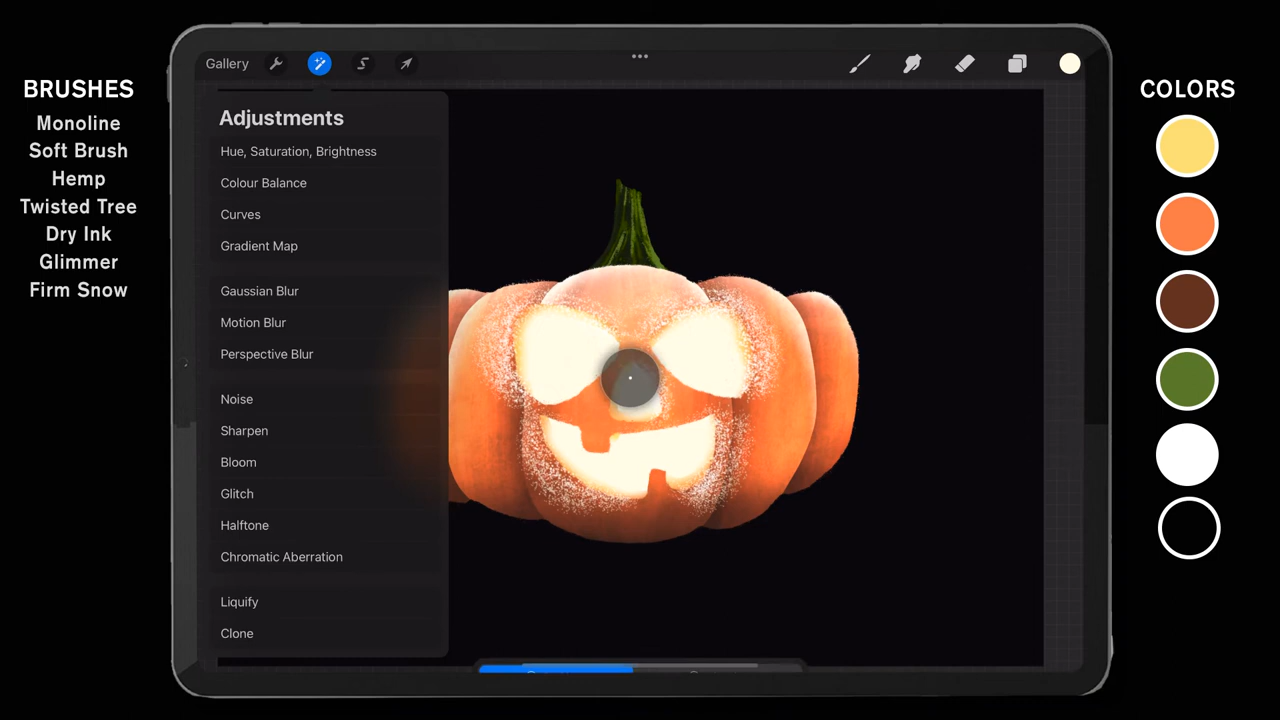 BRUSHES
Monoline
Soft Brush
Hemp
Twisted Tree
Dry Ink
Glimmer
Firm Snow
Gallery
Adjustments
Hue, Saturation, Brightness
Colour Balance
Curves
Gradient Map
Gaussian Blur
Motion Blur
Perspective Blur
Noise
Sharpen
Bloom
Glitch
Halftone
Chromatic Aberration
Liquify
Clone
COLORS